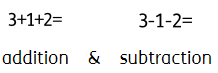 3+1+2= 3-1-2=
addition & subtraction